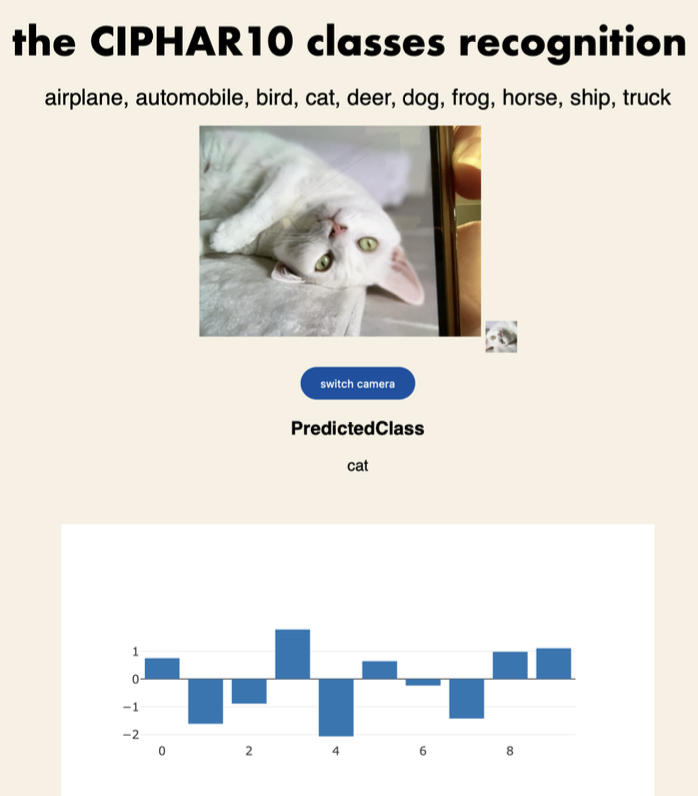 the CIPHAR10 classes recognition
airplane, automobile, bird, cat, deer, dog, frog, horse, ship, truck
switch camera
PredictedClass
cat
1
0
−1
−2
0 2 4 6 8